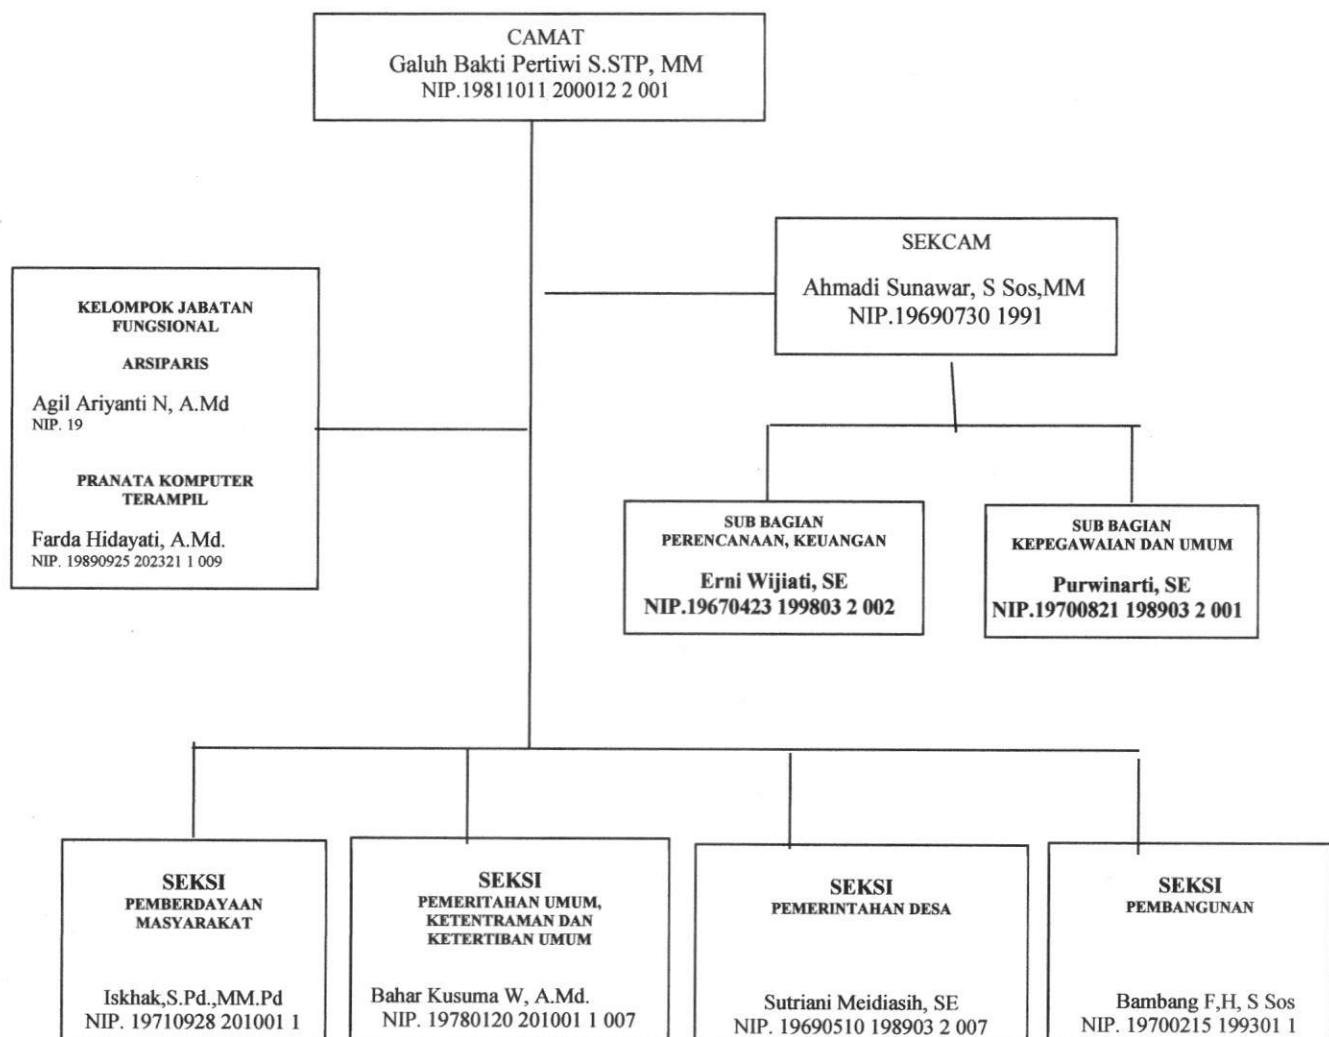 CAMAT
Galuh Bakti Pertiwi S.STP, MM
NIP.19811011 200012 2 001
SEKCAM
Ahmadi Sunawar, S Sos,MM
NIP.19690730 1991
KELOMPOK JABATAN
FUNGSIONAL
ARSIPARIS
Agil Ariyanti N, A.Md
NIP. 19
PRANATA KOMPUTER
TERAMPIL
Farda Hidayati, A.Md.
NIP. 19890925 202321 1 009
SUB BAGIAN
PERENCANAAN, KEUANGAN
Erni Wijiati, SE
NIP.19670423 199803 2 002
SUB BAGIAN
KEPEGAWAIAN DAN UMUM
Purwinarti, SE
NIP.19700821 198903 2 001
SEKSI
PEMBERDAYAAN
MASYARAKAT
Iskhak,S.Pd.,MM.Pd
NIP. 19710928 201001 1
SEKSI
PEMERITAHAN UMUM,
KETENTRAMAN DAN
KETERTIBAN UMUM
Bahar Kusuma W, A.Md.
NIP. 19780120 201001 1 007
SEKSI
PEMERINTAHAN DESA
Sutriani Meidiasih, SE
NIP. 19690510 198903 2 007
SEKSI
PEMBANGUNAN
Bambang F,H, S Sos
NIP. 19700215 199301 1